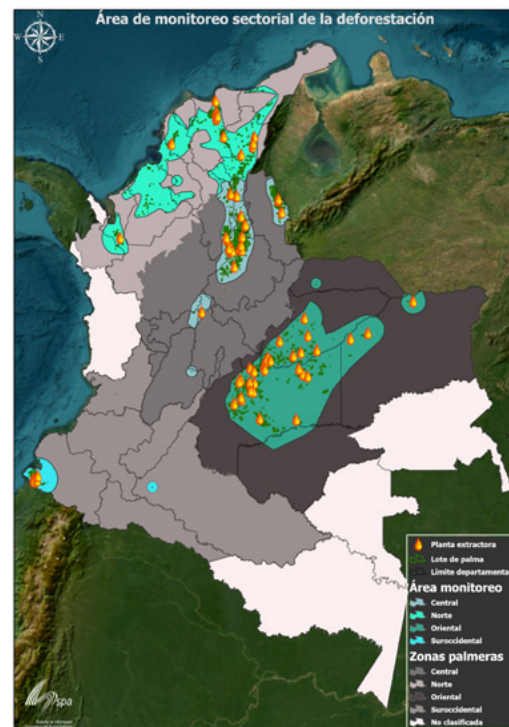 Área de monitoreo sectorial de la deforestación
N
W
E
S
Planta extractora
Lote de palma
Límite departamental
Área monitoreo
Central
Norte
Oriental
Suroccidental
Zonas palmeras
Central
Norte
Oriental
Suroccidental
No clasificada
spa